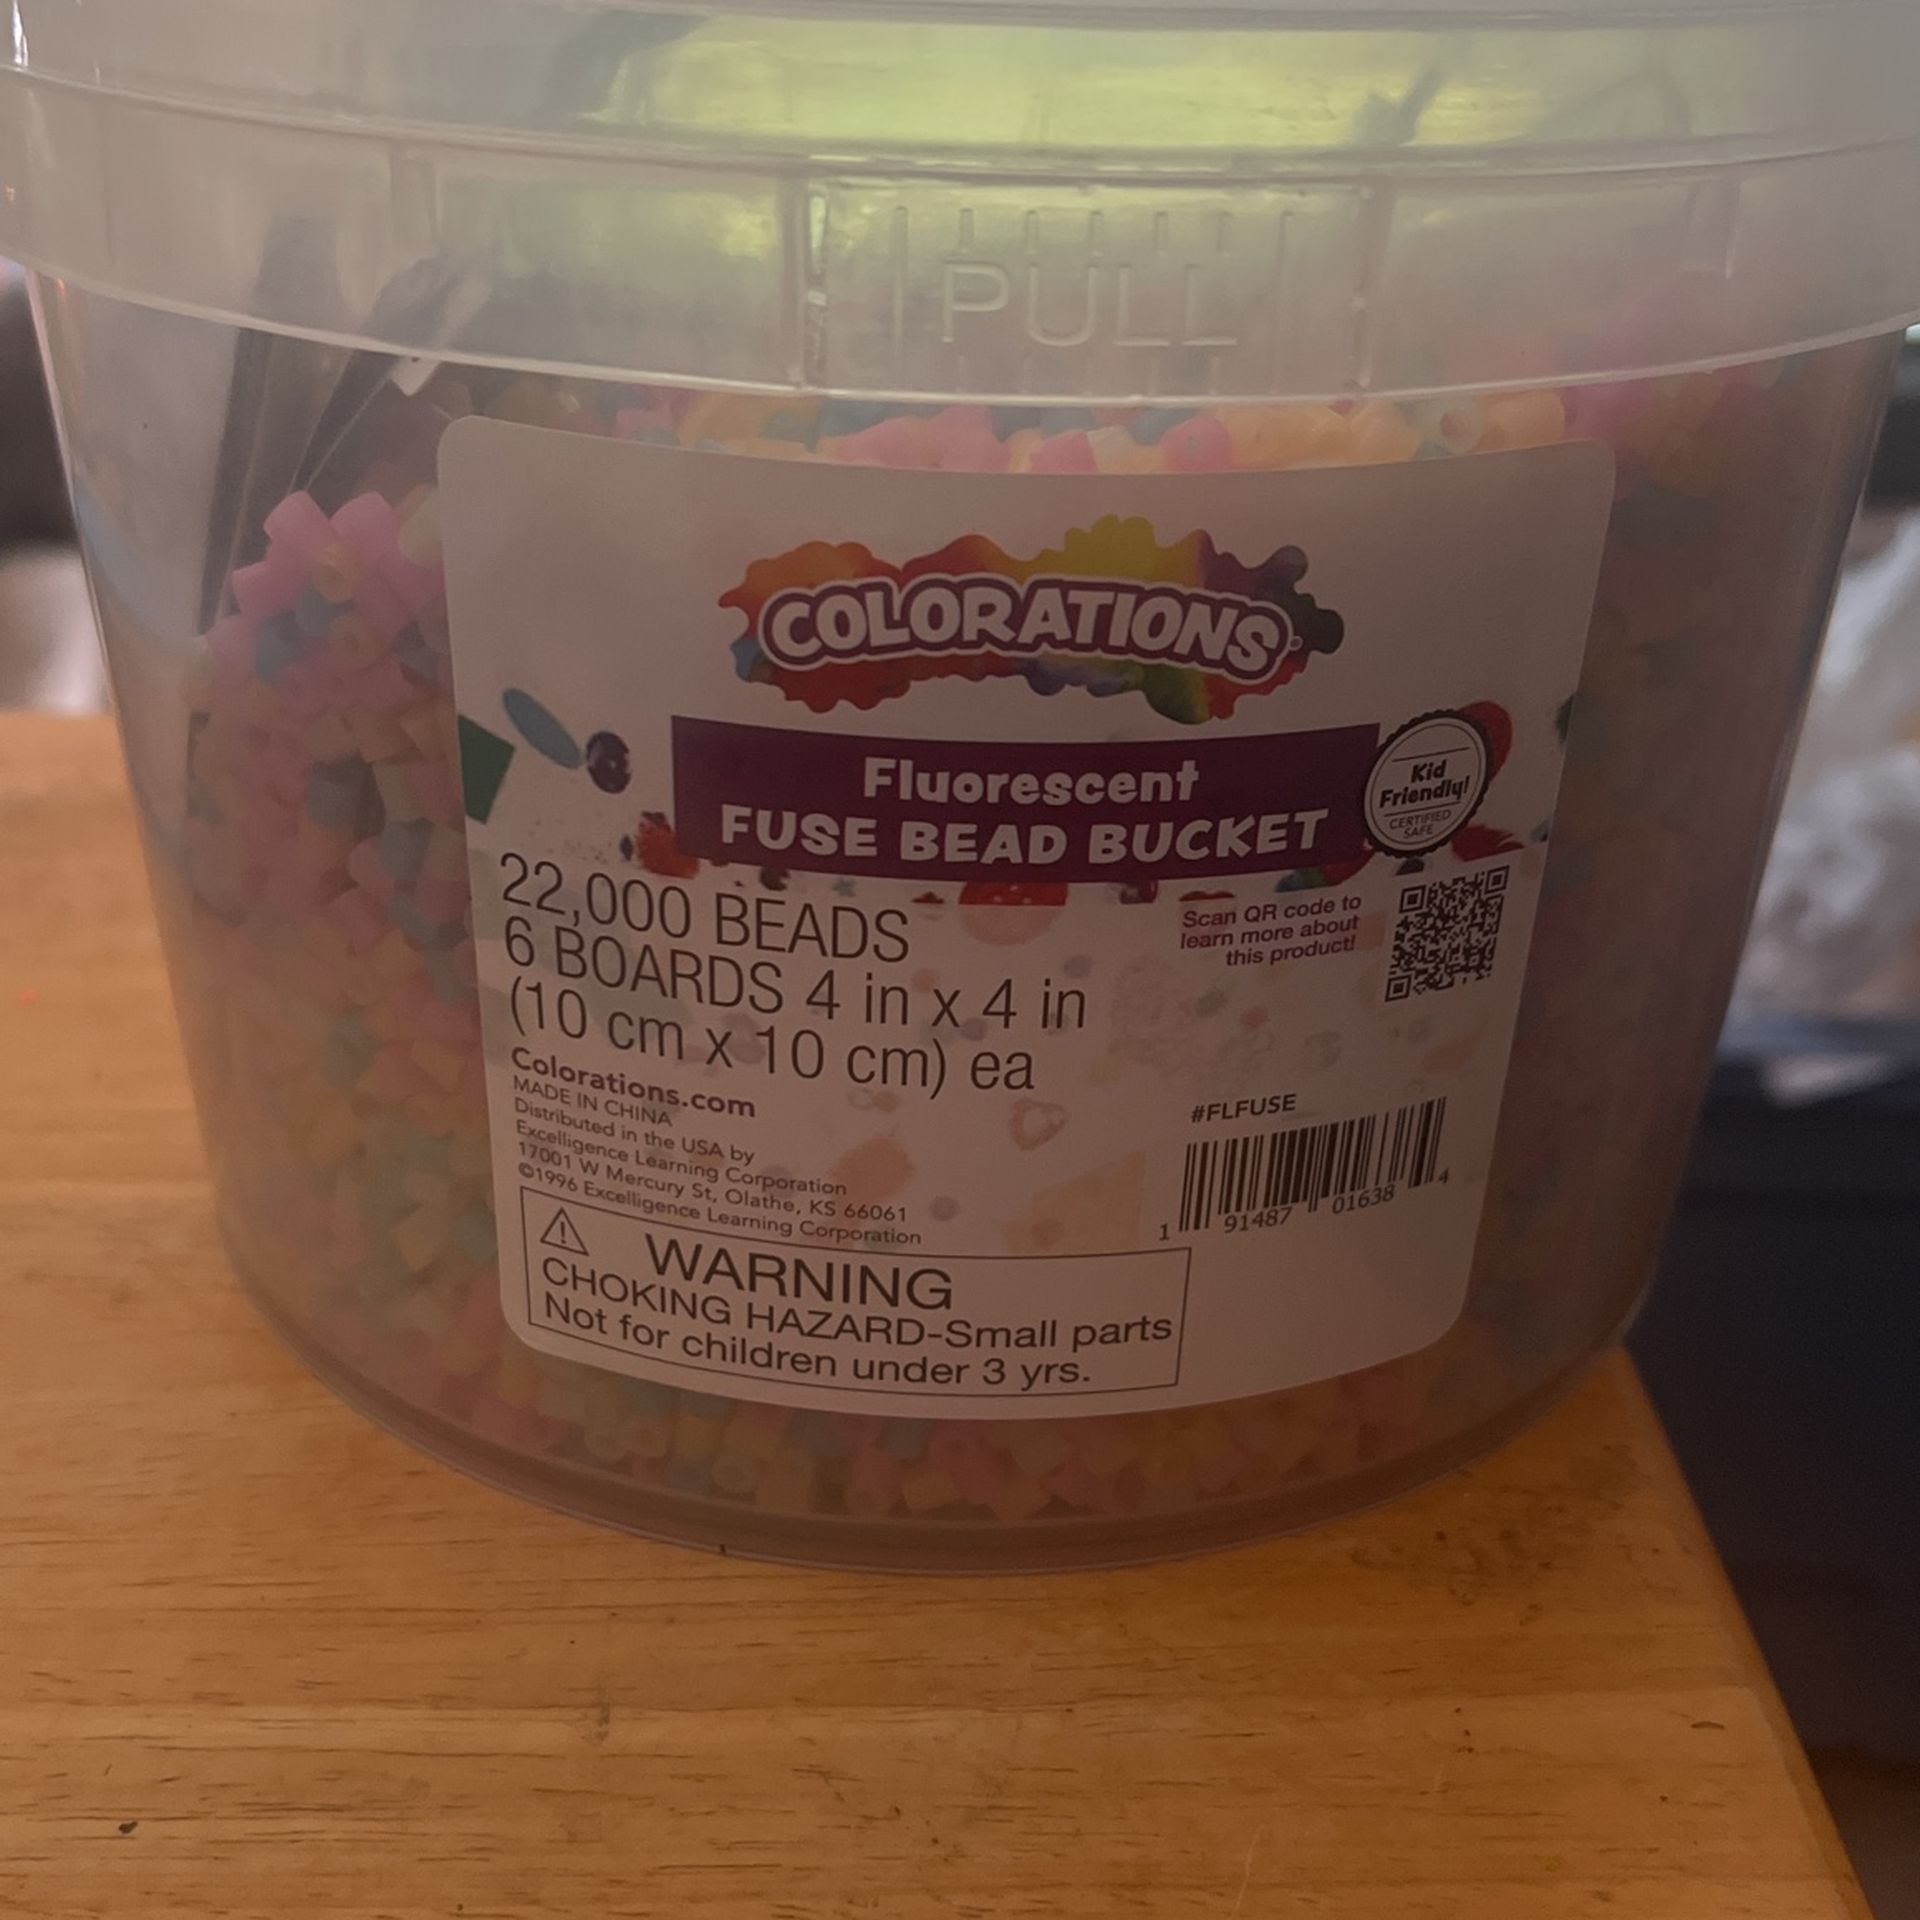 PULL
COLORATIONS
Fluorescent
FUSE BEAD BUCKET
Kid
Friendly!
CERTIFIED
SAFE
22,000 BEADS
6 BOARDS 4 in x 4 in
(10 cm x 10 cm) ea
Scan QR code to
learn more about
this product!
Colorations.com
MADE IN CHINA
Distributed in the USA by
Excelligence Learning Corporation
17001 W Mercury St, Olathe, KS 66061
©1996 Excelligence Learning Corporation
#FLFUSE
1 91487 01638 4
⚠ WARNING
CHOKING HAZARD-Small parts
Not for children under 3 yrs.